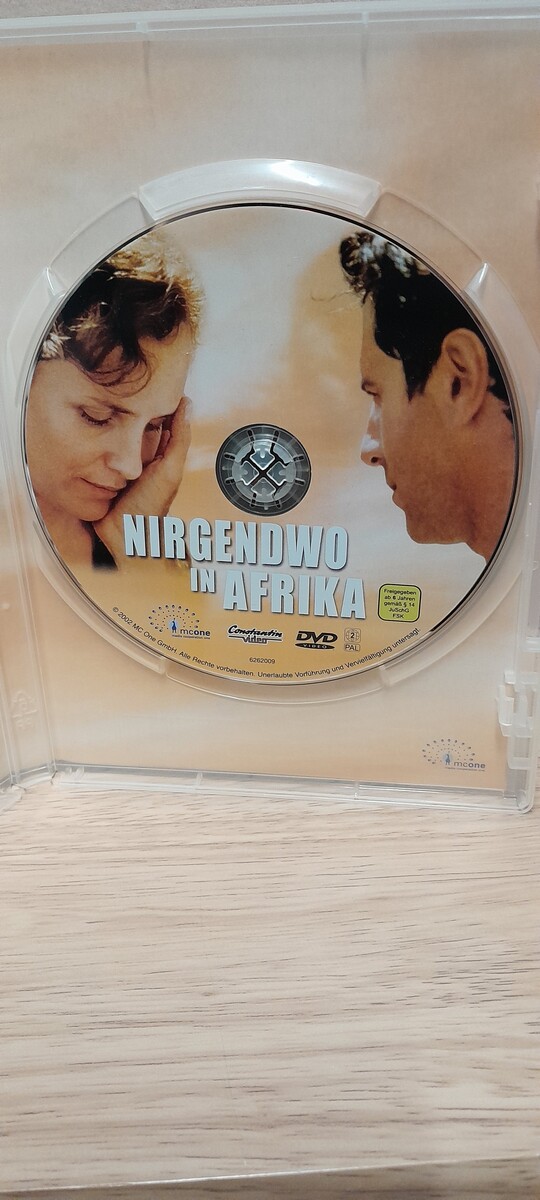 NIRGENDWO
IN AFRIKA
Freigegeben
ab 6 Jahren
gemäß § 14
JuSchG
FSK
mcone
Constantin
Video
DVD
VIDEO
2
PAL
6262009
© 2002 MC One GmbH. Alle Rechte vorbehalten. Unerlaubte Vorführung und Vervielfältigung untersagt
mcone